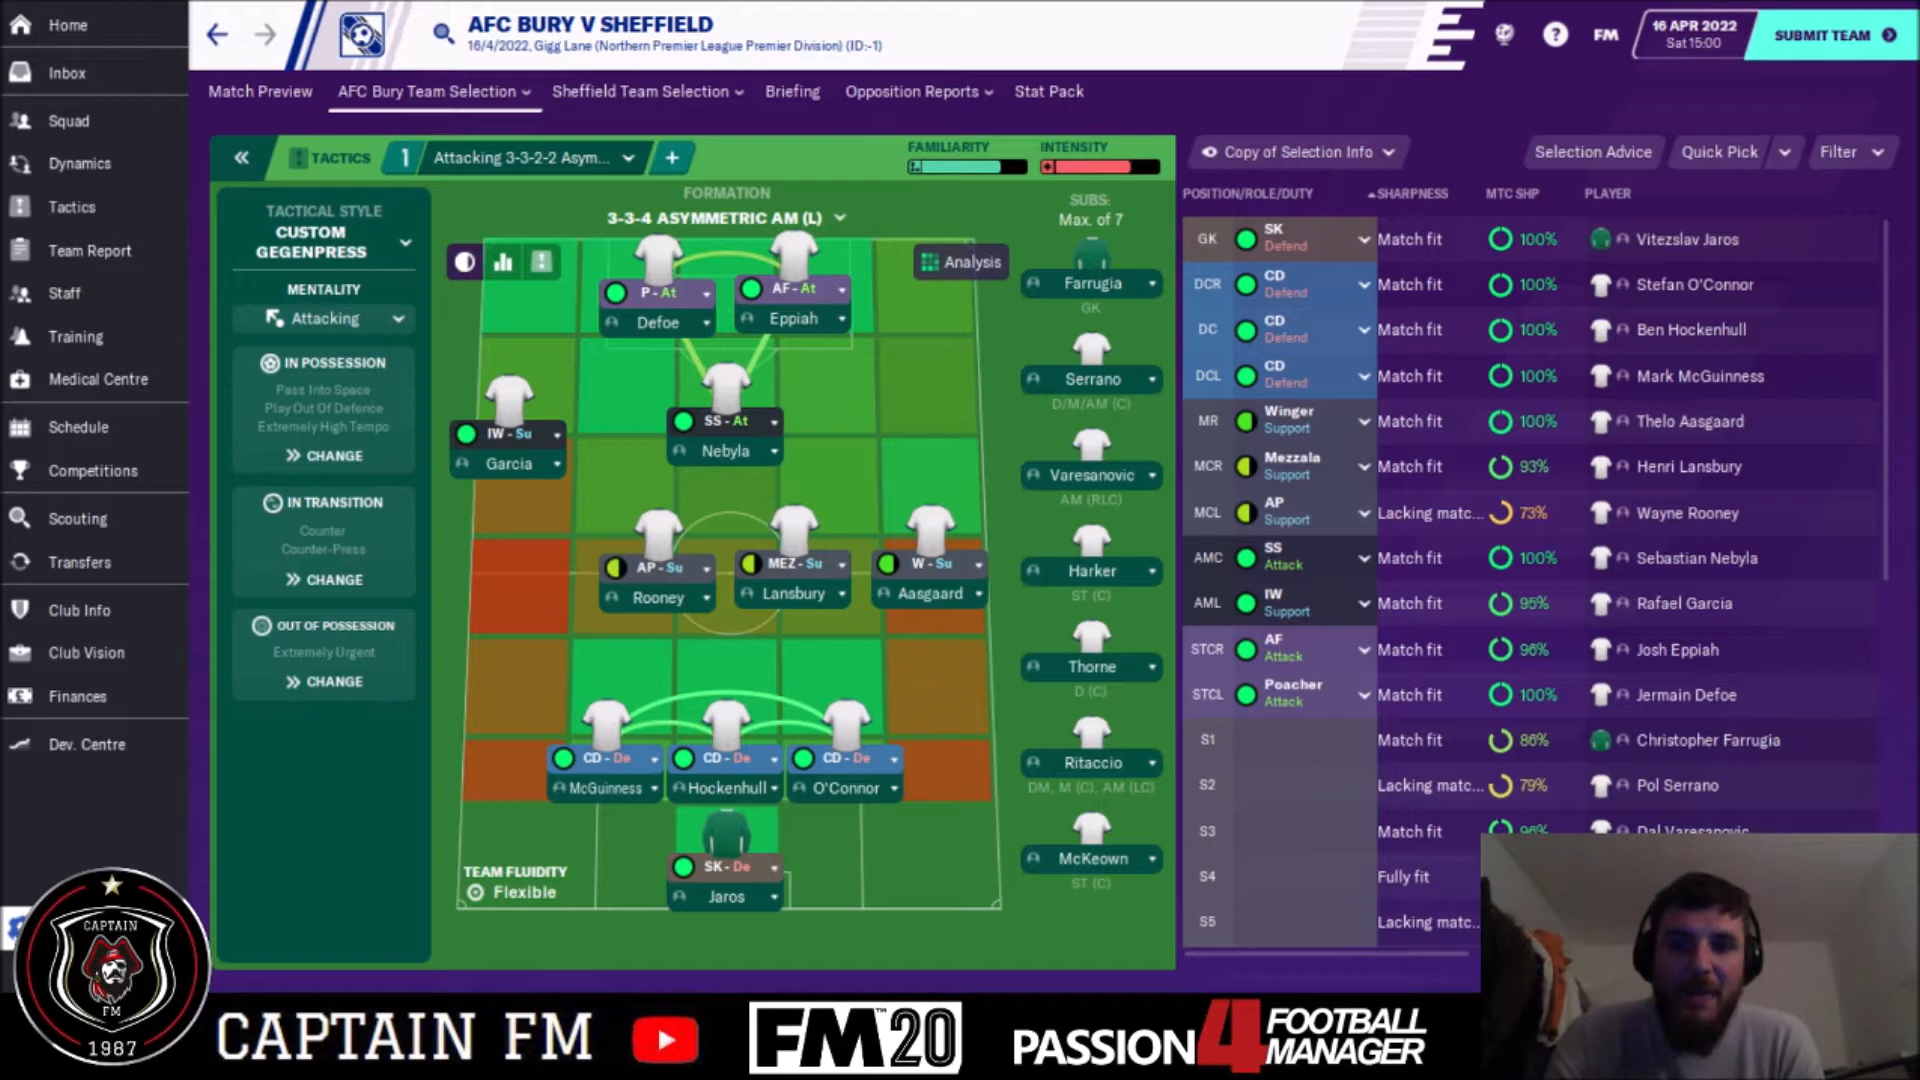 Home
Inbox
Squad
Dynamics
Tactics
Team Report
Staff
Training
Medical Centre
Schedule
Competitions
Scouting
Transfers
Club Info
Club Vision
Finances
Dev. Centre
AFC BURY V SHEFFIELD
16/4/2022, Gigg Lane (Northern Premier League Premier Division) (ID:-1)
?
FM
16 APR 2022
Sat 15:00
SUBMIT TEAM
Match Preview
AFC Bury Team Selection
Sheffield Team Selection
Briefing
Opposition Reports
Stat Pack
TACTICS
1
Attacking 3-3-2-2 Asym...
+
FAMILIARITY
INTENSITY
TACTICAL STYLE
CUSTOM
GEGENPRESS
MENTALITY
Attacking
IN POSSESSION
Pass Into Space
Play Out Of Defence
Extremely High Tempo
CHANGE
IN TRANSITION
Counter
Counter-Press
CHANGE
OUT OF POSSESSION
Extremely Urgent
CHANGE
FORMATION
3-3-4 ASYMMETRIC AM (L)
Analysis
P - At
Defoe
AF - At
Eppiah
IW - Su
Garcia
SS - At
Nebyla
AP - Su
Rooney
MEZ - Su
Lansbury
W - Su
Aasgaard
CD - De
McGuinness
CD - De
Hockenhull
CD - De
O'Connor
SK - De
Jaros
TEAM FLUIDITY
Flexible
SUBS:
Max. of 7
Farrugia
GK
Serrano
D/M/AM (C)
Varesanovic
AM (RLC)
Harker
ST (C)
Thorne
D (C)
Ritaccio
DM, M (C), AM (LC)
McKeown
ST (C)
Copy of Selection Info
Selection Advice
Quick Pick
Filter
POSITION/ROLE/DUTY
SHARPNESS
MTC SHP
PLAYER
GK SK Defend Match fit 100% Vitezslav Jaros
DCR CD Defend Match fit 100% Stefan O'Connor
DC CD Defend Match fit 100% Ben Hockenhull
DCL CD Defend Match fit 100% Mark McGuinness
MR Winger Support Match fit 100% Thelo Aasgaard
MCR Mezzala Support Match fit 93% Henri Lansbury
MCL AP Support Lacking matc... 73% Wayne Rooney
AMC SS Attack Match fit 100% Sebastian Nebyla
AML IW Support Match fit 95% Rafael Garcia
STCR AF Attack Match fit 96% Josh Eppiah
STCL Poacher Attack Match fit 100% Jermain Defoe
S1 Match fit 86% Christopher Farrugia
S2 Lacking matc... 79% Pol Serrano
S3 Match fit 96% Dal Varesanovic
S4 Fully fit
S5 Lacking matc..
CAPTAIN
FM
1987
CAPTAIN FM
FM20
PASSION 4 FOOTBALL MANAGER